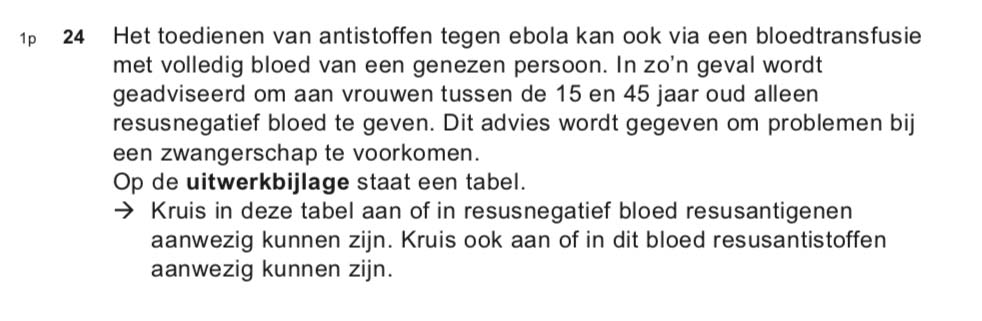 1p 24 Het toedienen van antistoffen tegen ebola kan ook via een bloedtransfusie
met volledig bloed van een genezen persoon. In zo'n geval wordt
geadviseerd om aan vrouwen tussen de 15 en 45 jaar oud alleen
resusnegatief bloed te geven. Dit advies wordt gegeven om problemen bij
een zwangerschap te voorkomen.
Op de uitwerkbijlage staat een tabel.
→ Kruis in deze tabel aan of in resusnegatief bloed resusantigenen
aanwezig kunnen zijn. Kruis ook aan of in dit bloed resusantistoffen
aanwezig kunnen zijn.